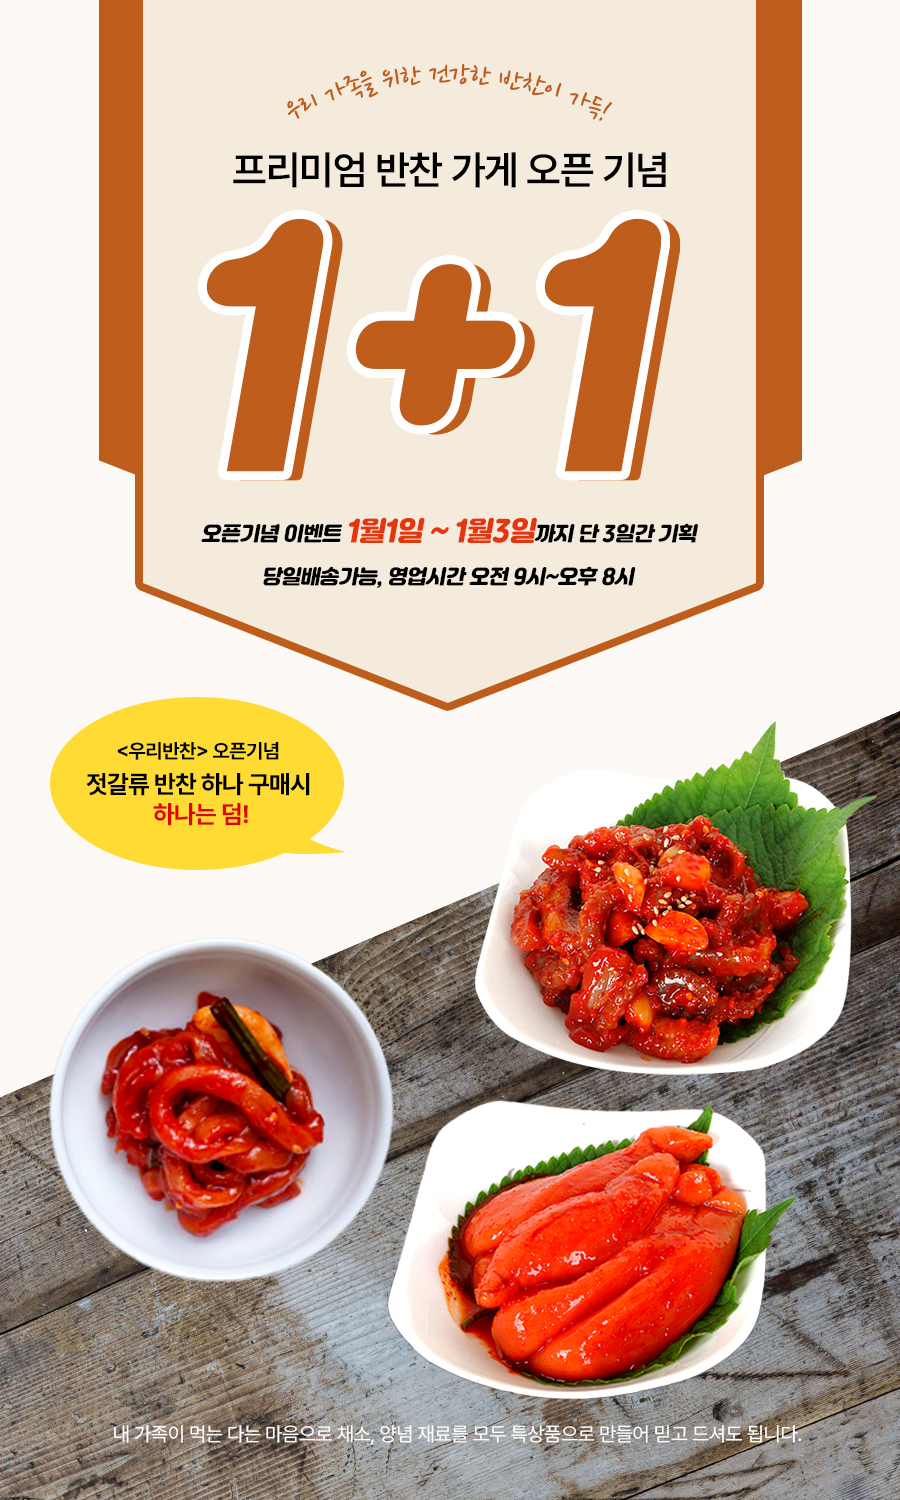 우리 가족을 위한 건강한 반찬이 가득!
프리미엄 반찬 가게 오픈 기념
1+1
오픈기념 이벤트 1월1일 ~ 1월3일까지 단 3일간 기획
당일배송가능, 영업시간 오전 9시~오후 8시
<우리반찬> 오픈기념
젓갈류 반찬 하나 구매시
하나는 덤!
내 가족이 먹는 다는 마음으로 채소, 양념 재료를 모두 특상품으로 만들어 믿고 드셔도 됩니다.